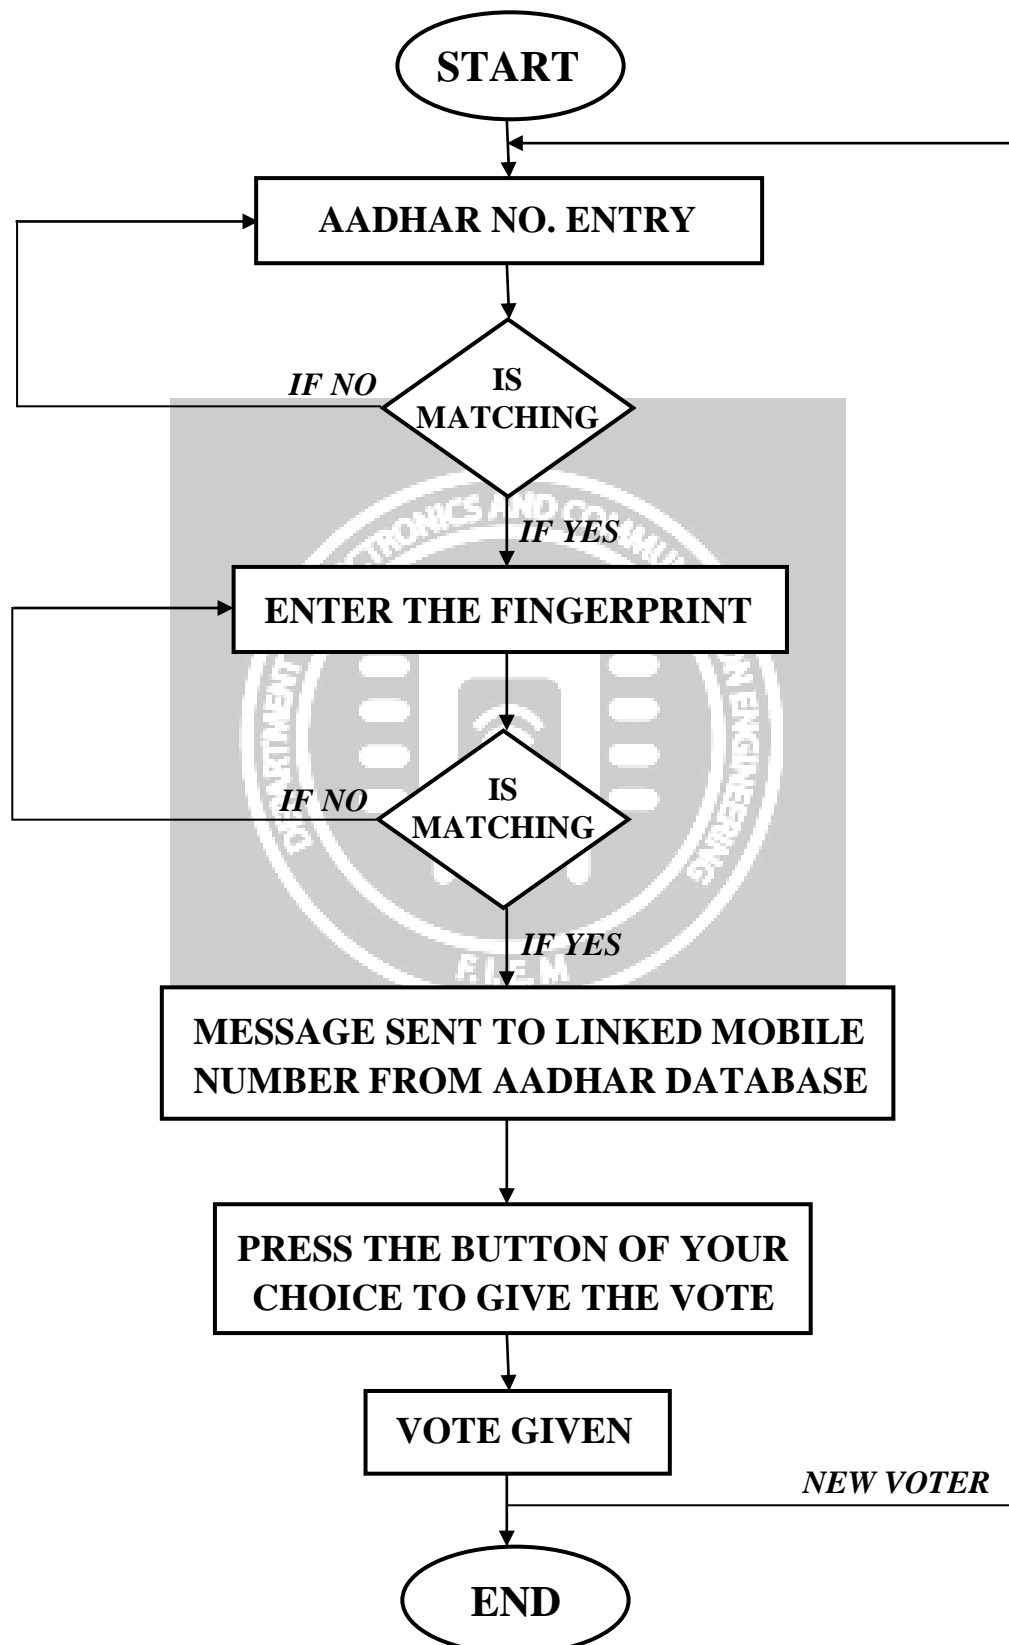 START
AADHAR NO. ENTRY
IS
MATCHING
IF NO
IF YES
ENTER THE FINGERPRINT
IS
MATCHING
IF NO
IF YES
MESSAGE SENT TO LINKED MOBILE
NUMBER FROM AADHAR DATABASE
PRESS THE BUTTON OF YOUR
CHOICE TO GIVE THE VOTE
VOTE GIVEN
NEW VOTER
END
DEPARTMENT
ENGINEERING
F.I.E.M